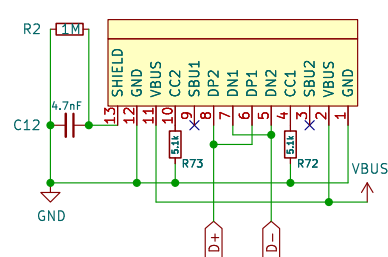 R2
1M
4.7nF
C12
SHIELD
GND
VBUS
CC2
SBU1
DP2
DN1
DP1
DN2
CC1
SBU2
VBUS
GND
13
12
11
10
9
8
7
6
5
4
3
2
1
5.1k
R73
5.1k
R72
VBUS
GND
D+
D-